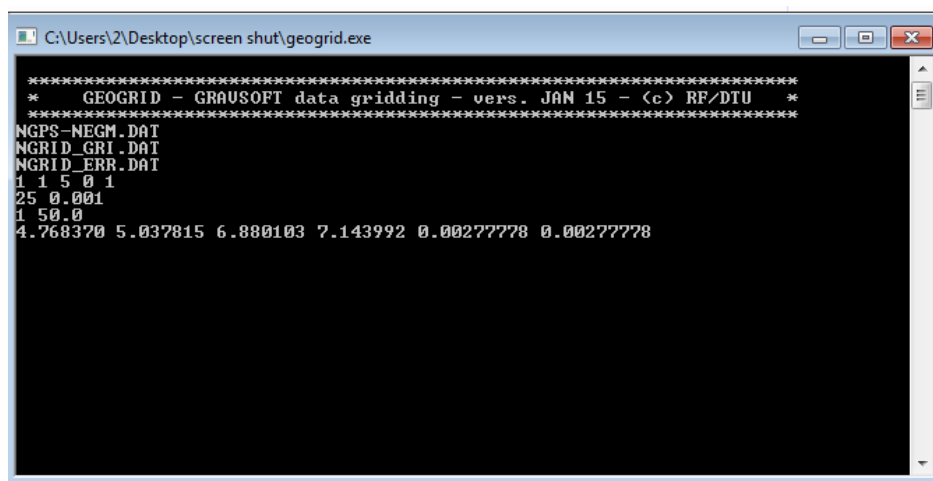 C:\Users\2\Desktop\screen shut\geogrid.exe
*********************************************************************
* GEOGRID - GRAVSOFT data gridding - vers. JAN 15 - (c) RF/DTU *
*********************************************************************
NGPS-NEGM.DAT
NGRID_GRI.DAT
NGRID_ERR.DAT
1 1 5 0 1
25 0.001
1 50.0
4.768370 5.037815 6.880103 7.143992 0.00277778 0.00277778